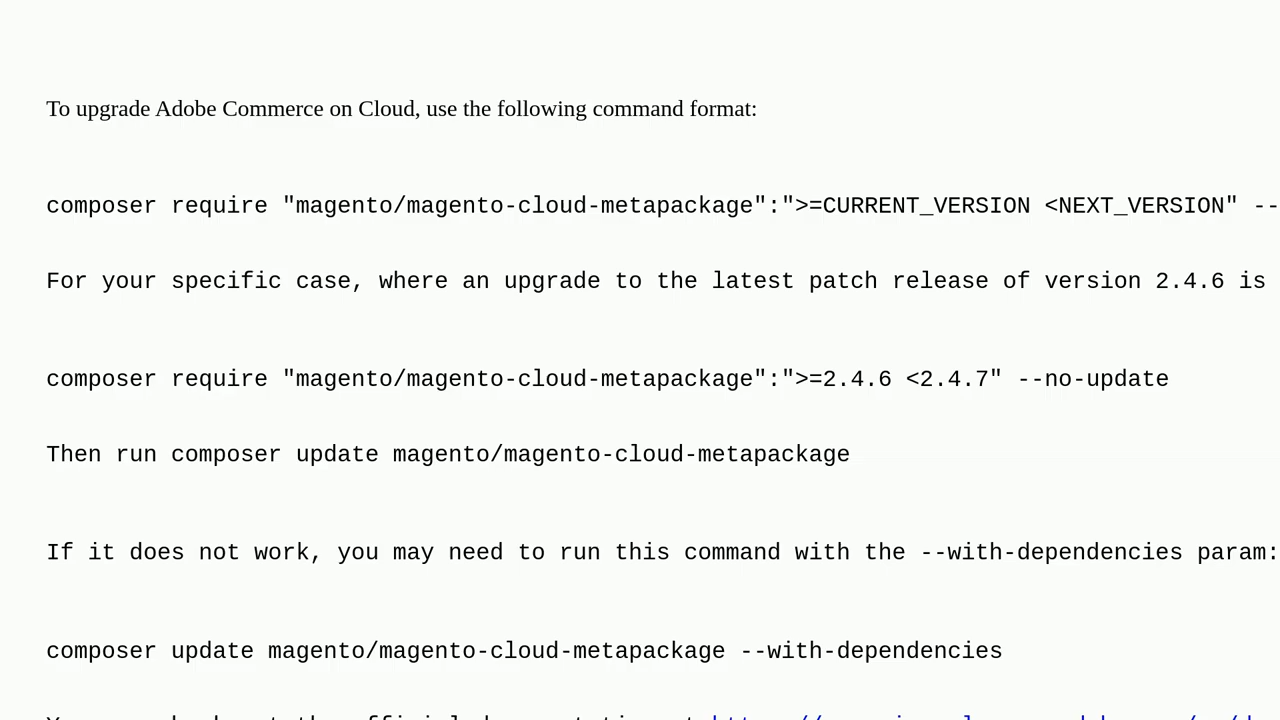 To upgrade Adobe Commerce on Cloud, use the following command format:
composer require "magento/magento-cloud-metapackage":">=CURRENT_VERSION <NEXT_VERSION" --
For your specific case, where an upgrade to the latest patch release of version 2.4.6 is
composer require "magento/magento-cloud-metapackage":">=2.4.6 <2.4.7" --no-update
Then run composer update magento/magento-cloud-metapackage
If it does not work, you may need to run this command with the --with-dependencies param:
composer update magento/magento-cloud-metapackage --with-dependencies